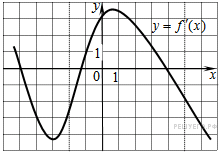 y
y = f′(x)
1
0 1 x